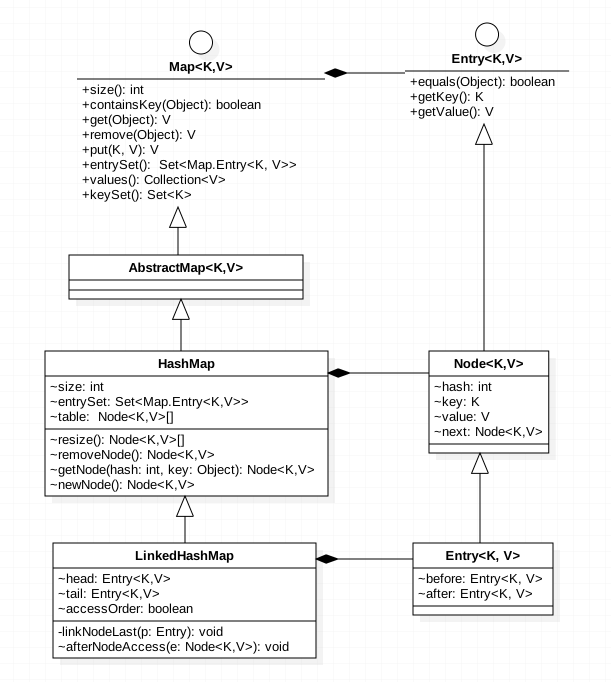 Map<K,V>
+size(): int
+containsKey(Object): boolean
+get(Object): V
+remove(Object): V
+put(K, V): V
+entrySet():  Set<Map.Entry<K, V>>
+values(): Collection<V>
+keySet(): Set<K>
Entry<K,V>
+equals(Object): boolean
+getKey(): K
+getValue(): V
AbstractMap<K,V>
HashMap
~size: int
~entrySet: Set<Map.Entry<K,V>>
~table:  Node<K,V>[]
~resize(): Node<K,V>[]
~removeNode(): Node<K,V>
~getNode(hash: int, key: Object): Node<K,V>
~newNode(): Node<K,V>
Node<K,V>
~hash: int
~key: K
~value: V
~next: Node<K,V>
LinkedHashMap
~head: Entry<K,V>
~tail: Entry<K,V>
~accessOrder: boolean
-linkNodeLast(p: Entry): void
~afterNodeAccess(e: Node<K,V>): void
Entry<K, V>
~before: Entry<K, V>
~after: Entry<K, V>